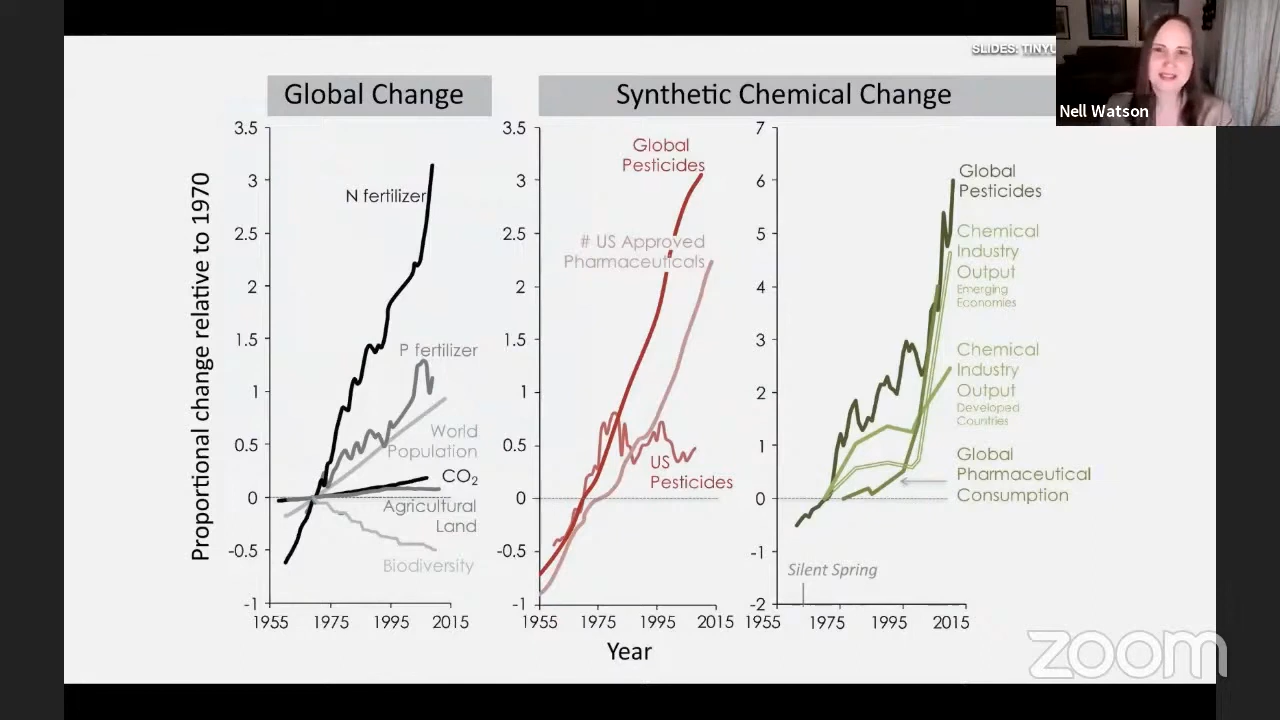 SLIDES: TINYU
Nell Watson
Global Change
Synthetic Chemical Change
Proportional change relative to 1970
3.5
3
2.5
2
1.5
1
0.5
0
-0.5
-1
1955
1975
1995
2015
N fertilizer
P fertilizer
World
Population
CO₂
Agricultural
Land
Biodiversity
3.5
3
2.5
2
1.5
1
0.5
0
-0.5
-1
1955
1975
1995
2015
Global
Pesticides
# US Approved
Pharmaceuticals
US
Pesticides
7
6
5
4
3
2
1
0
-1
-2
1955
1975
1995
2015
Global
Pesticides
Chemical
Industry
Output
Emerging
Economies
Chemical
Industry
Output
Developed
Countries
Global
Pharmaceutical
Consumption
Silent Spring
Year
zoom